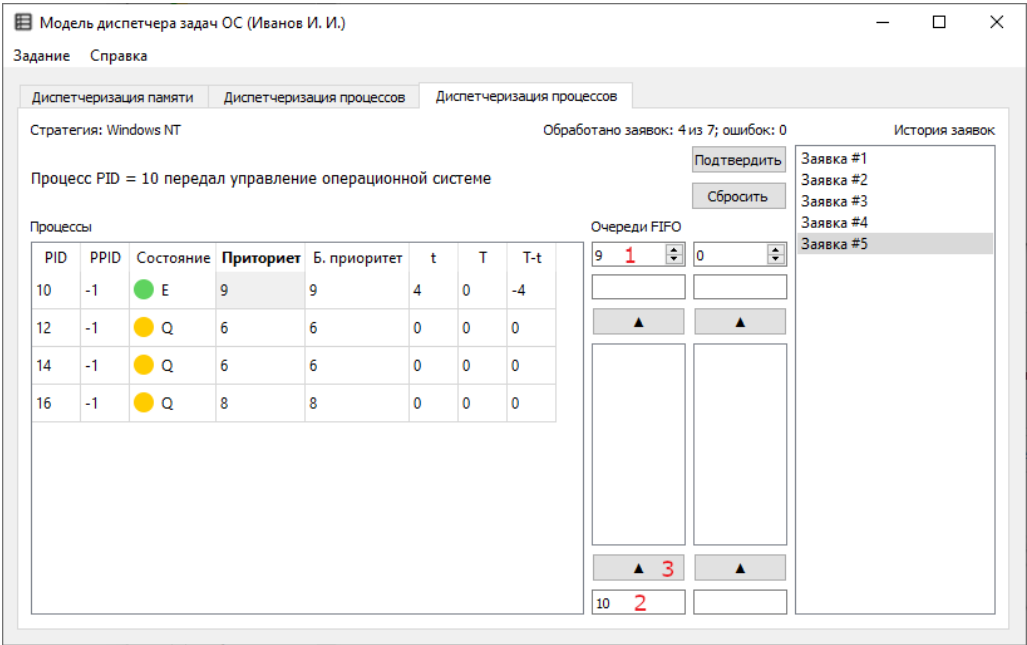 Модель диспетчера задач ОС (Иванов И. И.)
Задание Справка
Диспетчеризация памяти Диспетчеризация процессов Диспетчеризация процессов
Стратегия: Windows NT Обработано заявок: 4 из 7; ошибок: 0 История заявок
Процесс PID = 10 передал управление операционной системе
Подтвердить
Сбросить
Заявка #1
Заявка #2
Заявка #3
Заявка #4
Заявка #5
Процессы
PID PPID Состояние Приториет Б. приоритет t T T-t
10 -1 E 9 9 4 0 -4
12 -1 Q 6 6 0 0 0
14 -1 Q 6 6 0 0 0
16 -1 Q 8 8 0 0 0
Очереди FIFO
9 1 0
▲ ▲
▲ 3 ▲
10 2